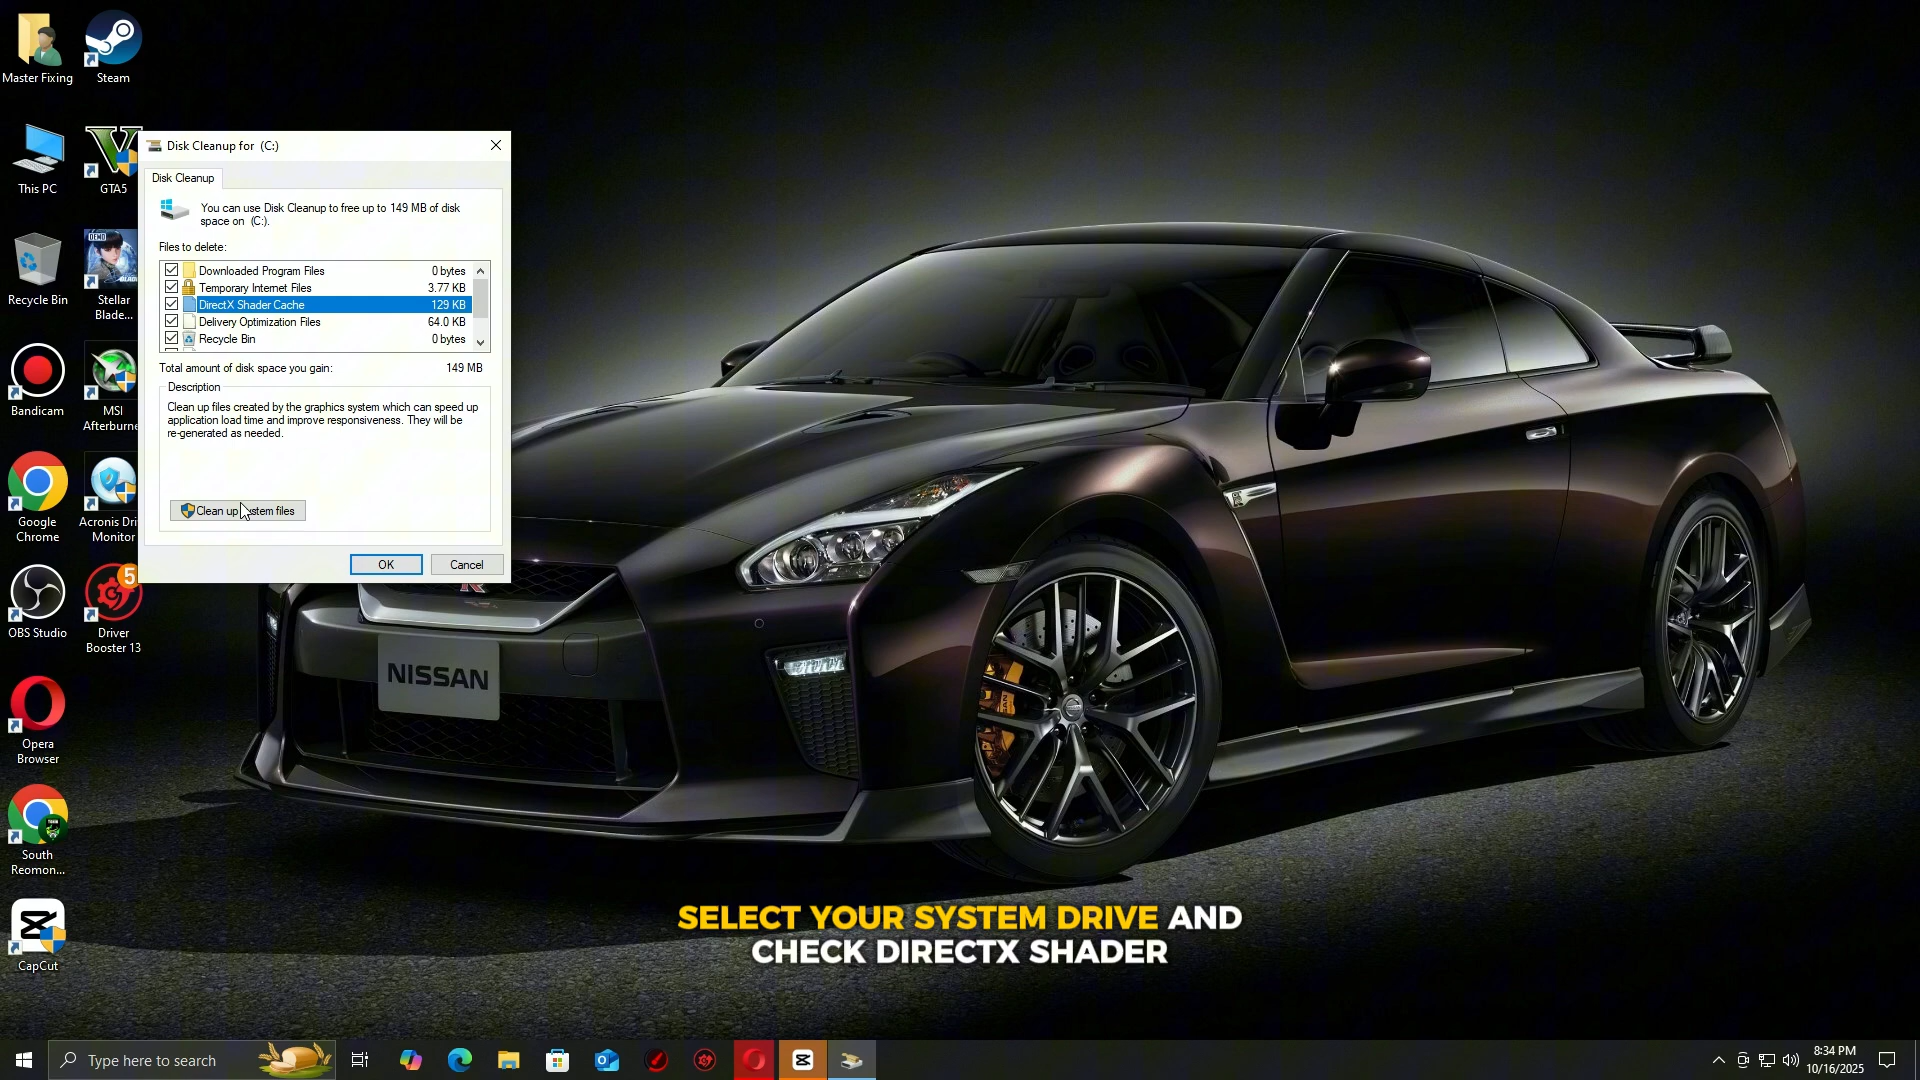 Master Fixing
Steam
This PC
GTA5
Recycle Bin
DEMO
Stellar
Blade...
Bandicam
MSI
Afterburne
Google
Chrome
Acronis Dri
Monitor
OBS Studio
5
Driver
Booster 13
Opera
Browser
South
Reomon...
CapCut
Disk Cleanup for (C:)
Disk Cleanup
You can use Disk Cleanup to free up to 149 MB of disk
space on (C:).
Files to delete:
Downloaded Program Files 0 bytes
Temporary Internet Files 3.77 KB
DirectX Shader Cache 129 KB
Delivery Optimization Files 64.0 KB
Recycle Bin 0 bytes
Total amount of disk space you gain: 149 MB
Description
Clean up files created by the graphics system which can speed up
application load time and improve responsiveness. They will be
re-generated as needed.
Clean up system files
OK Cancel
NISSAN
SELECT YOUR SYSTEM DRIVE AND
CHECK DIRECTX SHADER
Type here to search
8:34 PM
10/16/2025